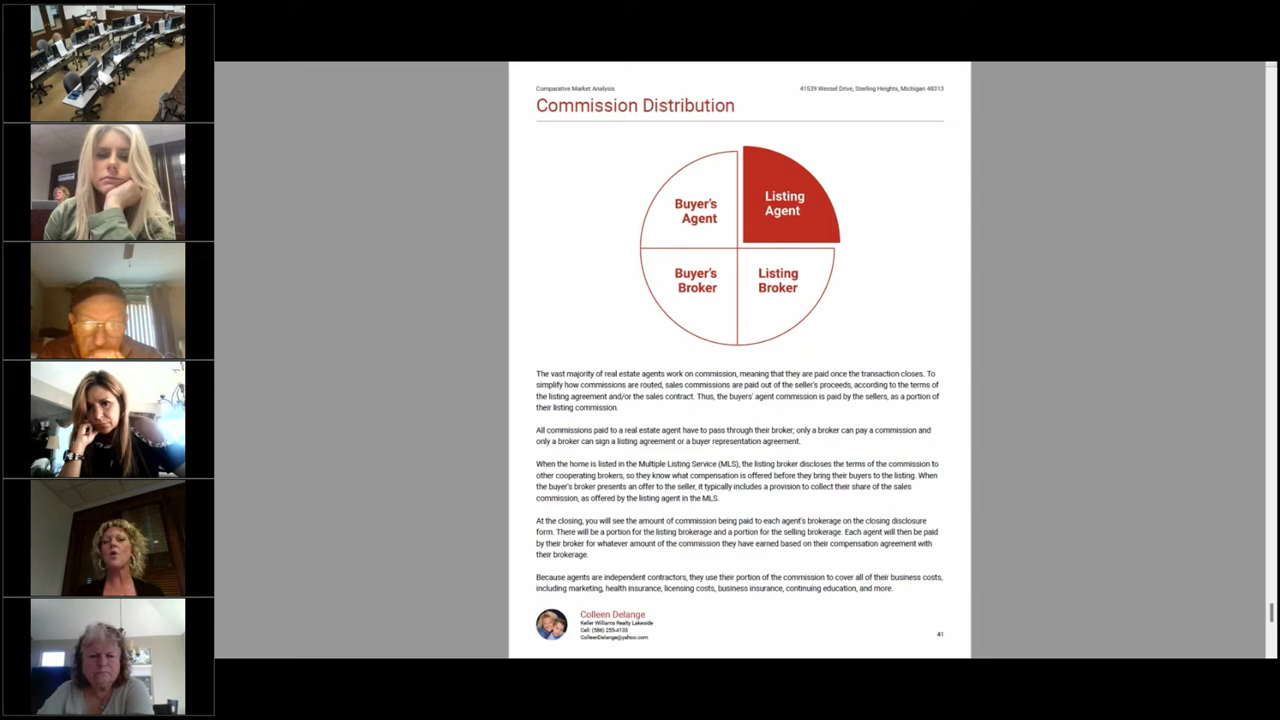 Comparative Market Analysis
41539 Wessel Drive, Sterling Heights, Michigan 48313
Commission Distribution
Buyer's
Agent
Listing
Agent
Buyer's
Broker
Listing
Broker
The vast majority of real estate agents work on commission, meaning that they are paid once the transaction closes. To
simplify how commissions are routed, sales commissions are paid out of the seller's proceeds, according to the terms of
the listing agreement and/or the sales contract. Thus, the buyers' agent commission is paid by the sellers, as a portion of
their listing commission.
All commissions paid to a real estate agent have to pass through their broker; only a broker can pay a commission and
only a broker can sign a listing agreement or a buyer representation agreement.
When the home is listed in the Multiple Listing Service (MLS), the listing broker discloses the terms of the commission to
other cooperating brokers, so they know what compensation is offered before they bring their buyers to the listing. When
the buyer's broker presents an offer to the seller, it typically includes a provision to collect their share of the sales
commission, as offered by the listing agent in the MLS.
At the closing, you will see the amount of commission being paid to each agent's brokerage on the closing disclosure
form. There will be a portion for the listing brokerage and a portion for the selling brokerage. Each agent will then be paid
by their broker for whatever amount of the commission they have earned based on their compensation agreement with
their brokerage.
Because agents are independent contractors, they use their portion of the commission to cover all of their business costs,
including marketing, health insurance, licensing costs, business insurance, continuing education, and more.
Colleen Delange
Keller Williams Realty Lakeside
Cell: (586) 255-4133
ColleenDelange@yahoo.com
41